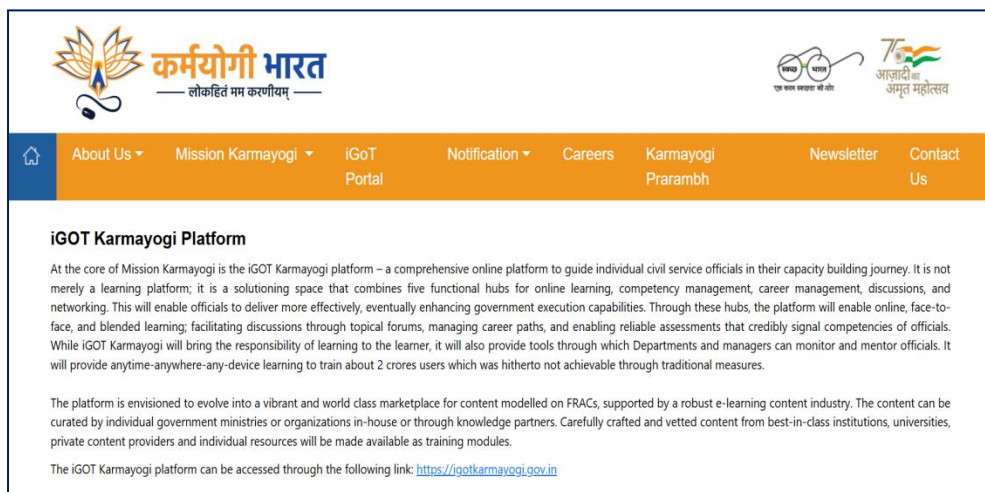 कर्मयोगी भारत
लोकहितं मम करणीयम्
स्वच्छ भारत
एक कदम स्वच्छता की ओर
75
आज़ादी का
अमृत महोत्सव
About Us Mission Karmayogi iGoT Portal Notification Careers Karmayogi Prarambh Newsletter Contact Us
iGOT Karmayogi Platform
At the core of Mission Karmayogi is the iGOT Karmayogi platform – a comprehensive online platform to guide individual civil service officials in their capacity building journey. It is not
merely a learning platform; it is a solutioning space that combines five functional hubs for online learning, competency management, career management, discussions, and
networking. This will enable officials to deliver more effectively, eventually enhancing government execution capabilities. Through these hubs, the platform will enable online, face-to-
face, and blended learning; facilitating discussions through topical forums, managing career paths, and enabling reliable assessments that credibly signal competencies of officials.
While iGOT Karmayogi will bring the responsibility of learning to the learner, it will also provide tools through which Departments and managers can monitor and mentor officials. It
will provide anytime-anywhere-any-device learning to train about 2 crores users which was hitherto not achievable through traditional measures.
The platform is envisioned to evolve into a vibrant and world class marketplace for content modelled on FRACs, supported by a robust e-learning content industry. The content can be
curated by individual government ministries or organizations in-house or through knowledge partners. Carefully crafted and vetted content from best-in-class institutions, universities,
private content providers and individual resources will be made available as training modules.
The iGOT Karmayogi platform can be accessed through the following link: https://igotkarmayogi.gov.in